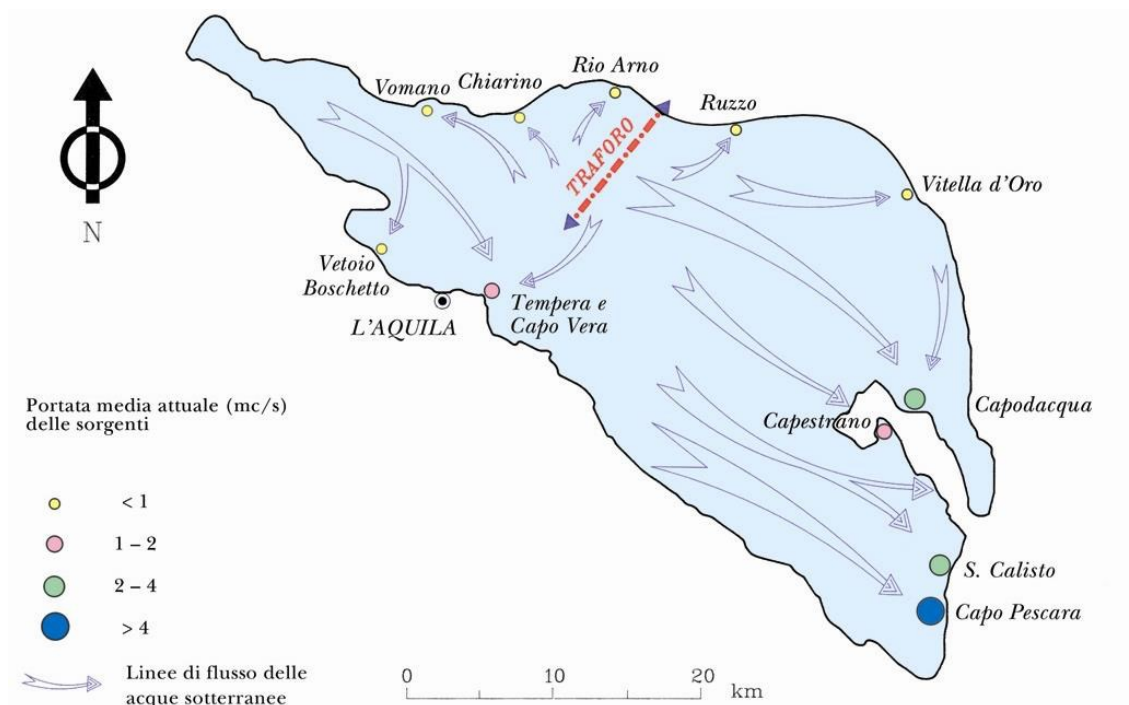 Rio Arno
Vomano
Chiarino
Ruzzo
TRAFORO
Vitella d'Oro
N
Vetoio
Boschetto
L'AQUILA
Tempera e
Capo Vera
Portata media attuale (mc/s)
delle sorgenti
Capestrano
Capodacqua
< 1
1 – 2
2 – 4
> 4
S. Calisto
Capo Pescara
Linee di flusso delle
acque sotterranee
0
10
20
km